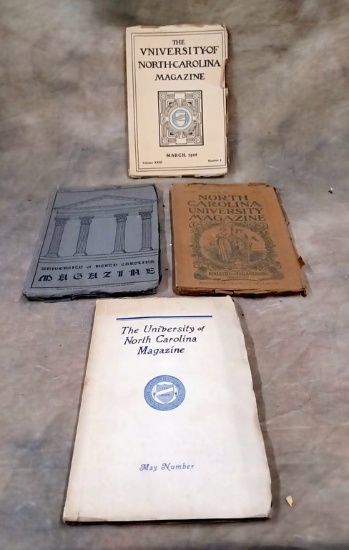 THE
VNIVERSITY·OF
NORTH·CAROLINA
MAGAZINE
MARCH, 1906
UNIVERSITY of NORTH CAROLINA
MAGAZINE
NORTH
CAROLINA
UNIVERSITY
MAGAZINE
The University of
North Carolina
Magazine
May Number